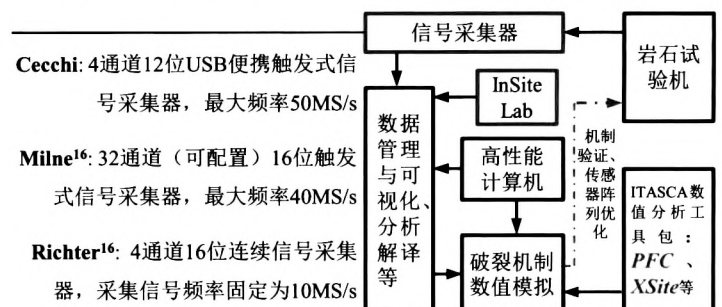 信号采集器
Cecchi: 4通道12位USB便携触发式信
号采集器，最大频率50MS/s
Milne¹⁶: 32通道（可配置）16位触发
式信号采集器，最大频率40MS/s
Richter¹⁶: 4通道16位连续信号采集
器，采集信号频率固定为10MS/s
数据
管理
与可
视化、
分析
解译
等
InSite
Lab
高性能
计算机
破裂机制
数值模拟
机制
验证、
传感
器阵
列优
化
岩石试
验机
ITASCA数
值分析工
具包：
PFC、
XSite等